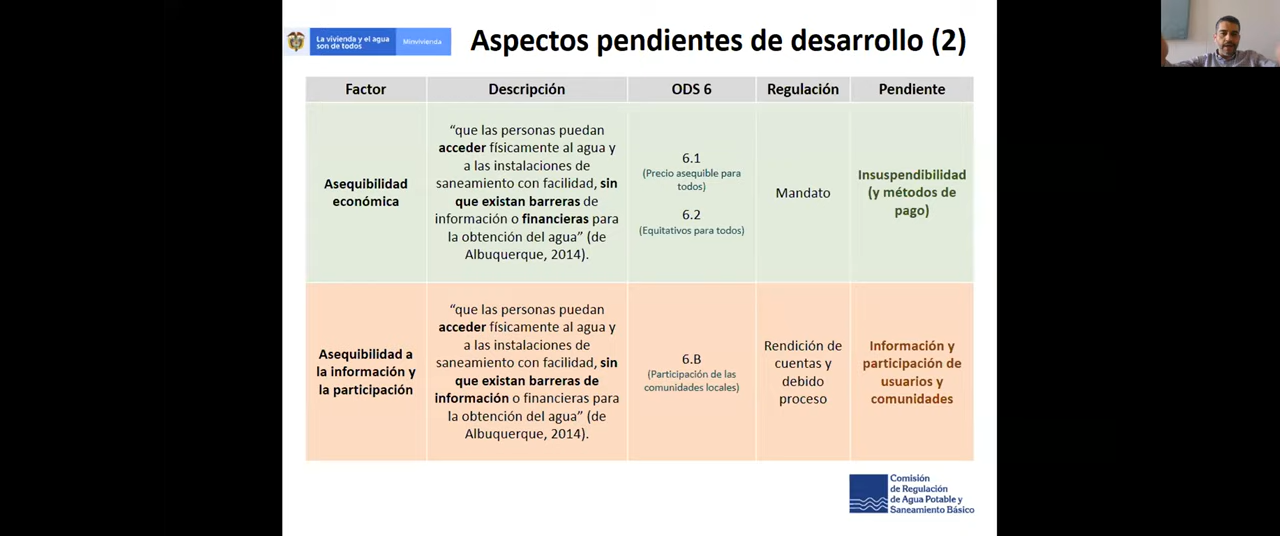 La vivienda y el agua
son de todos
Minvivienda
Aspectos pendientes de desarrollo (2)
Factor
Descripción
ODS 6
Regulación
Pendiente
Asequibilidad
económica
“que las personas puedan
acceder físicamente al agua y
a las instalaciones de
saneamiento con facilidad, sin
que existan barreras de
información o financieras para
la obtención del agua” (de
Albuquerque, 2014).
6.1
(Precio asequible para
todos)
6.2
(Equitativos para todos)
Mandato
Insuspendibilidad
(y métodos de
pago)
Asequibilidad a
la información y
la participación
“que las personas puedan
acceder físicamente al agua y
a las instalaciones de
saneamiento con facilidad, sin
que existan barreras de
información o financieras para
la obtención del agua” (de
Albuquerque, 2014).
6.B
(Participación de las
comunidades locales)
Rendición de
cuentas y
debido
proceso
Información y
participación de
usuarios y
comunidades
Comisión
de Regulación
de Agua Potable y
Saneamiento Básico